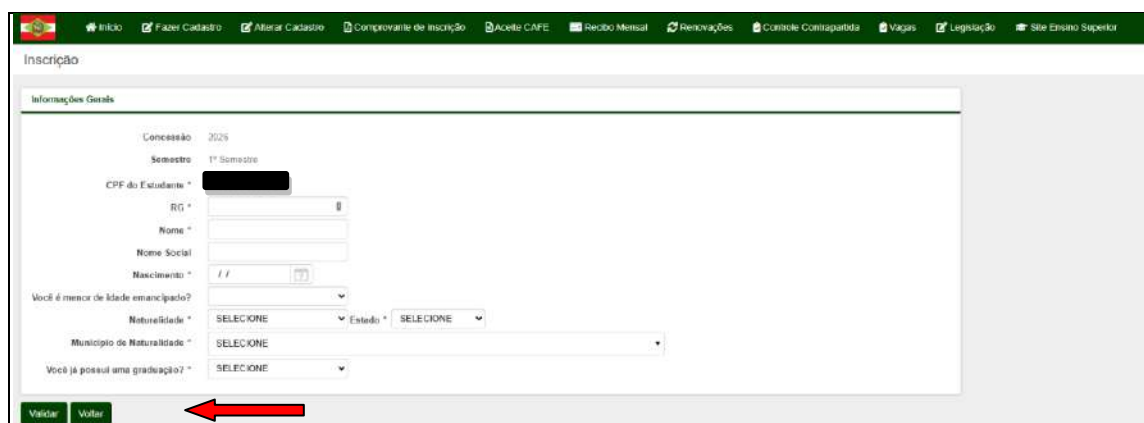 Início Fazer Cadastro Alterar Cadastro Comprovante de Inscrição Aceite CAFE Recibo Mensal Renovações Controle Contrapartida Vagas Legislação Site Ensino Superior
Inscrição
Informações Gerais
Concessão 2026
Semestre 1º Semestre
CPF do Estudante *
RG *
Nome *
Nome Social
Nascimento * / /
Você é menor de idade emancipado?
Naturalidade * SELECIONE Estado * SELECIONE
Município de Naturalidade * SELECIONE
Você já possui uma graduação? * SELECIONE
Validar Voltar